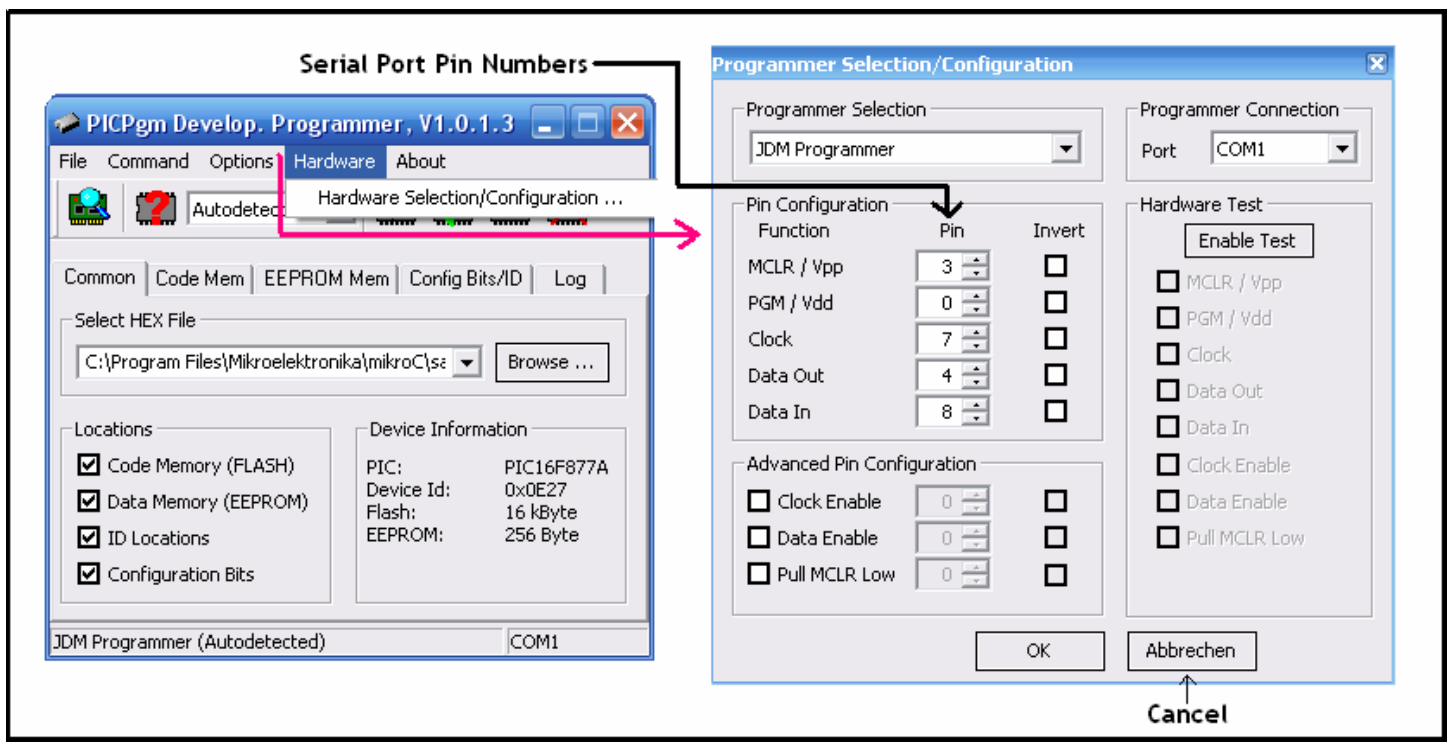 Serial Port Pin Numbers
PICPgm Develop. Programmer, V1.0.1.3
File Command Options Hardware About
Hardware Selection/Configuration ...
Common Code Mem EEPROM Mem Config Bits/ID Log
Select HEX File
C:\Program Files\Mikroelektronika\mikroC\sa Browse ...
Locations
Code Memory (FLASH)
Data Memory (EEPROM)
ID Locations
Configuration Bits
Device Information
PIC: PIC16F877A
Device Id: 0x0E27
Flash: 16 kByte
EEPROM: 256 Byte
JDM Programmer (Autodetected) COM1
Programmer Selection/Configuration
Programmer Selection
JDM Programmer
Programmer Connection
Port COM1
Pin Configuration
Function Pin Invert
MCLR / Vpp 3
PGM / Vdd 0
Clock 7
Data Out 4
Data In 8
Advanced Pin Configuration
Clock Enable 0
Data Enable 0
Pull MCLR Low 0
Hardware Test
Enable Test
MCLR / Vpp
PGM / Vdd
Clock
Data Out
Data In
Clock Enable
Data Enable
Pull MCLR Low
OK Abbrechen
Cancel